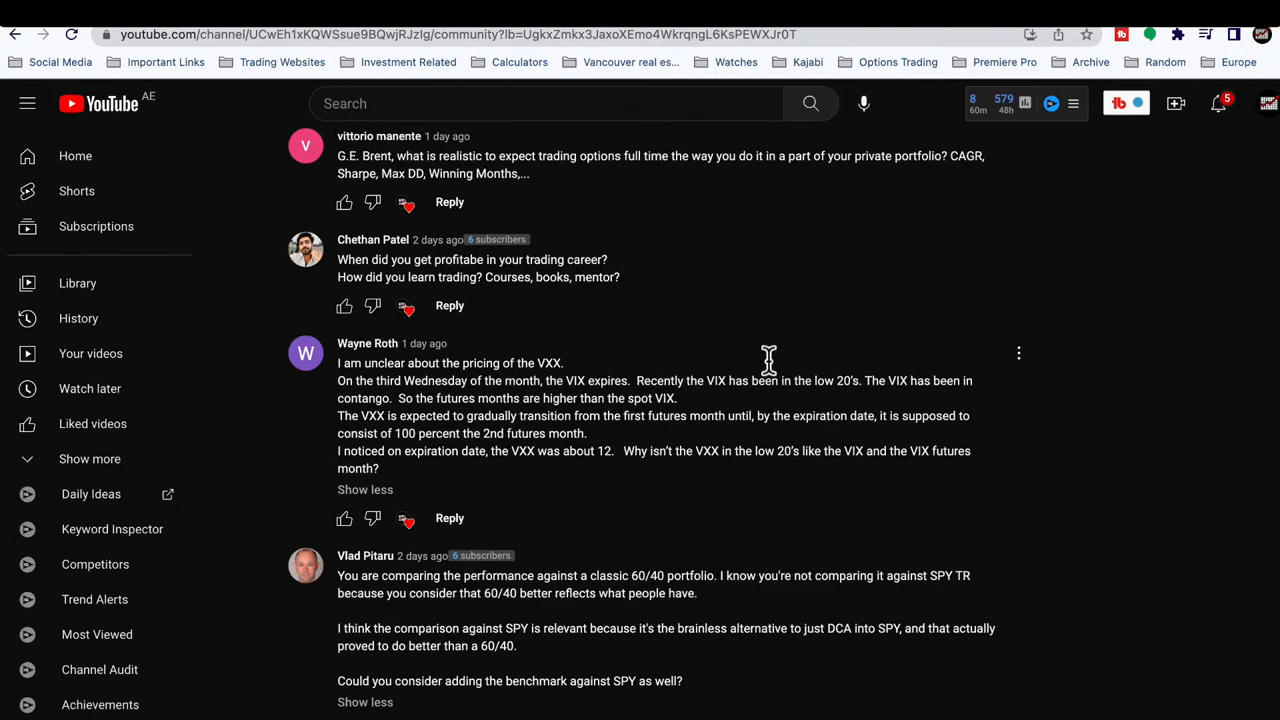 youtube.com/channel/UCwEh1xKQWSsue9BQwjRJzIg/community?lb=UgkxZmkx3JaxoXEmo4WkrqngL6KsPEWXJr0T
Social Media Important Links Trading Websites Investment Related Calculators Vancouver real es... Watches Kajabi Options Trading Premiere Pro Archive Random Europe
YouTube AE
Search
8 60m 579 48h
5
Home
Shorts
Subscriptions
Library
History
Your videos
Watch later
Liked videos
Show more
Daily Ideas
Keyword Inspector
Competitors
Trend Alerts
Most Viewed
Channel Audit
Achievements
V
vittorio manente 1 day ago
G.E. Brent, what is realistic to expect trading options full time the way you do it in a part of your private portfolio? CAGR,
Sharpe, Max DD, Winning Months,...
Reply
Chethan Patel 2 days ago 6 subscribers
When did you get profitabe in your trading career?
How did you learn trading? Courses, books, mentor?
Reply
W
Wayne Roth 1 day ago
I am unclear about the pricing of the VXX.
On the third Wednesday of the month, the VIX expires. Recently the VIX has been in the low 20's. The VIX has been in
contango. So the futures months are higher than the spot VIX.
The VXX is expected to gradually transition from the first futures month until, by the expiration date, it is supposed to
consist of 100 percent the 2nd futures month.
I noticed on expiration date, the VXX was about 12. Why isn't the VXX in the low 20's like the VIX and the VIX futures
month?
Show less
Reply
Vlad Pitaru 2 days ago 6 subscribers
You are comparing the performance against a classic 60/40 portfolio. I know you're not comparing it against SPY TR
because you consider that 60/40 better reflects what people have.
I think the comparison against SPY is relevant because it's the brainless alternative to just DCA into SPY, and that actually
proved to do better than a 60/40.
Could you consider adding the benchmark against SPY as well?
Show less